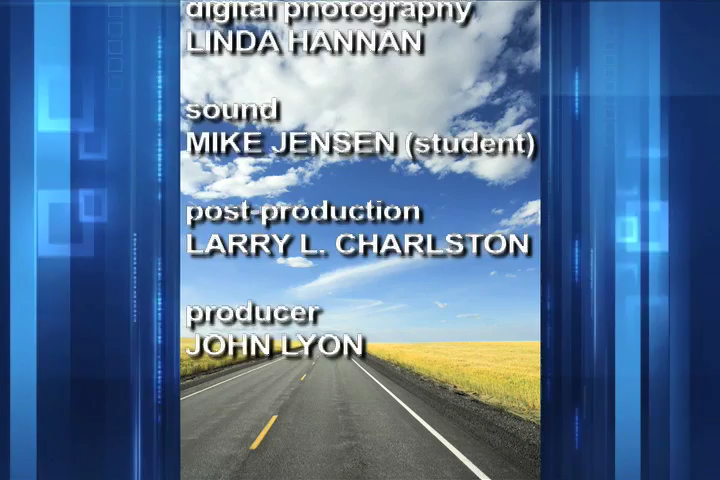 digital photography
LINDA HANNAN
sound
MIKE JENSEN (student)
post-production
LARRY L. CHARLSTON
producer
JOHN LYON